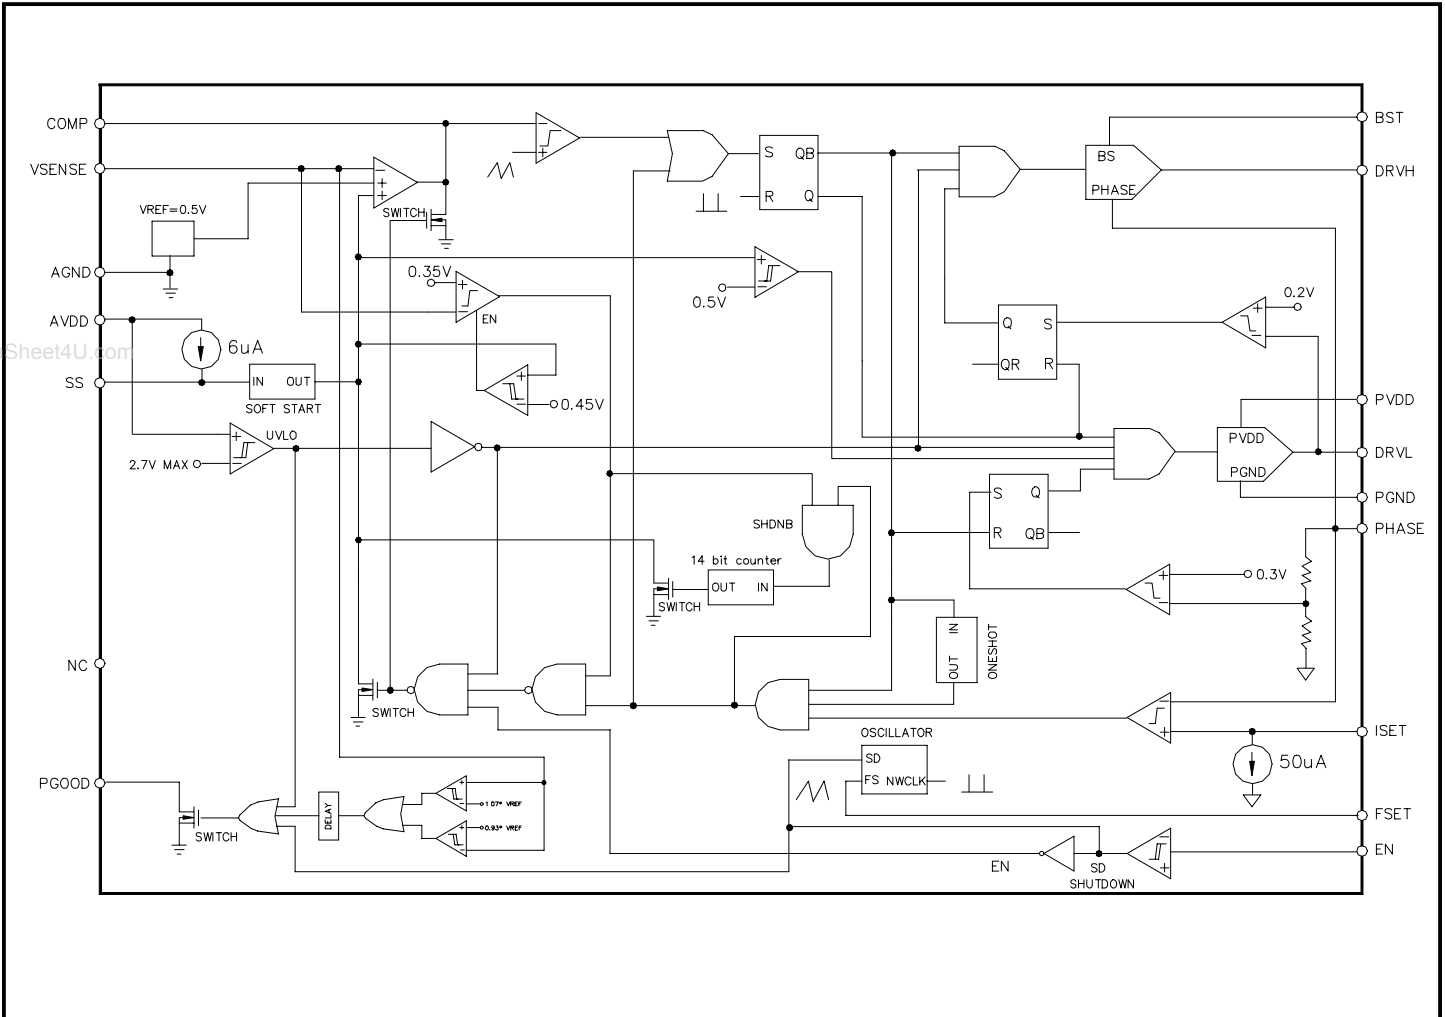 COMP
BST
S
QB
BS
VSENSE
DRVH
PHASE
R
Q
VREF=0.5V
SWITCH
AGND
0.35V
0.5V
0.2V
EN
AVDD
Q
S
6uA
Sheet4U.com
QR
R
SS
IN
OUT
SOFT START
0.45V
PVDD
UVLO
PVDD
DRVL
2.7V MAX
PGND
S
Q
PGND
SHDNB
PHASE
R
QB
14 bit counter
OUT
IN
0.3V
SWITCH
IN
OUT
ONESHOT
NC
SWITCH
OSCILLATOR
ISET
SD
50uA
FS
NWCLK
PGOOD
DELAY
1.07* VREF
0.93* VREF
SWITCH
FSET
EN
EN
SD
SHUTDOWN